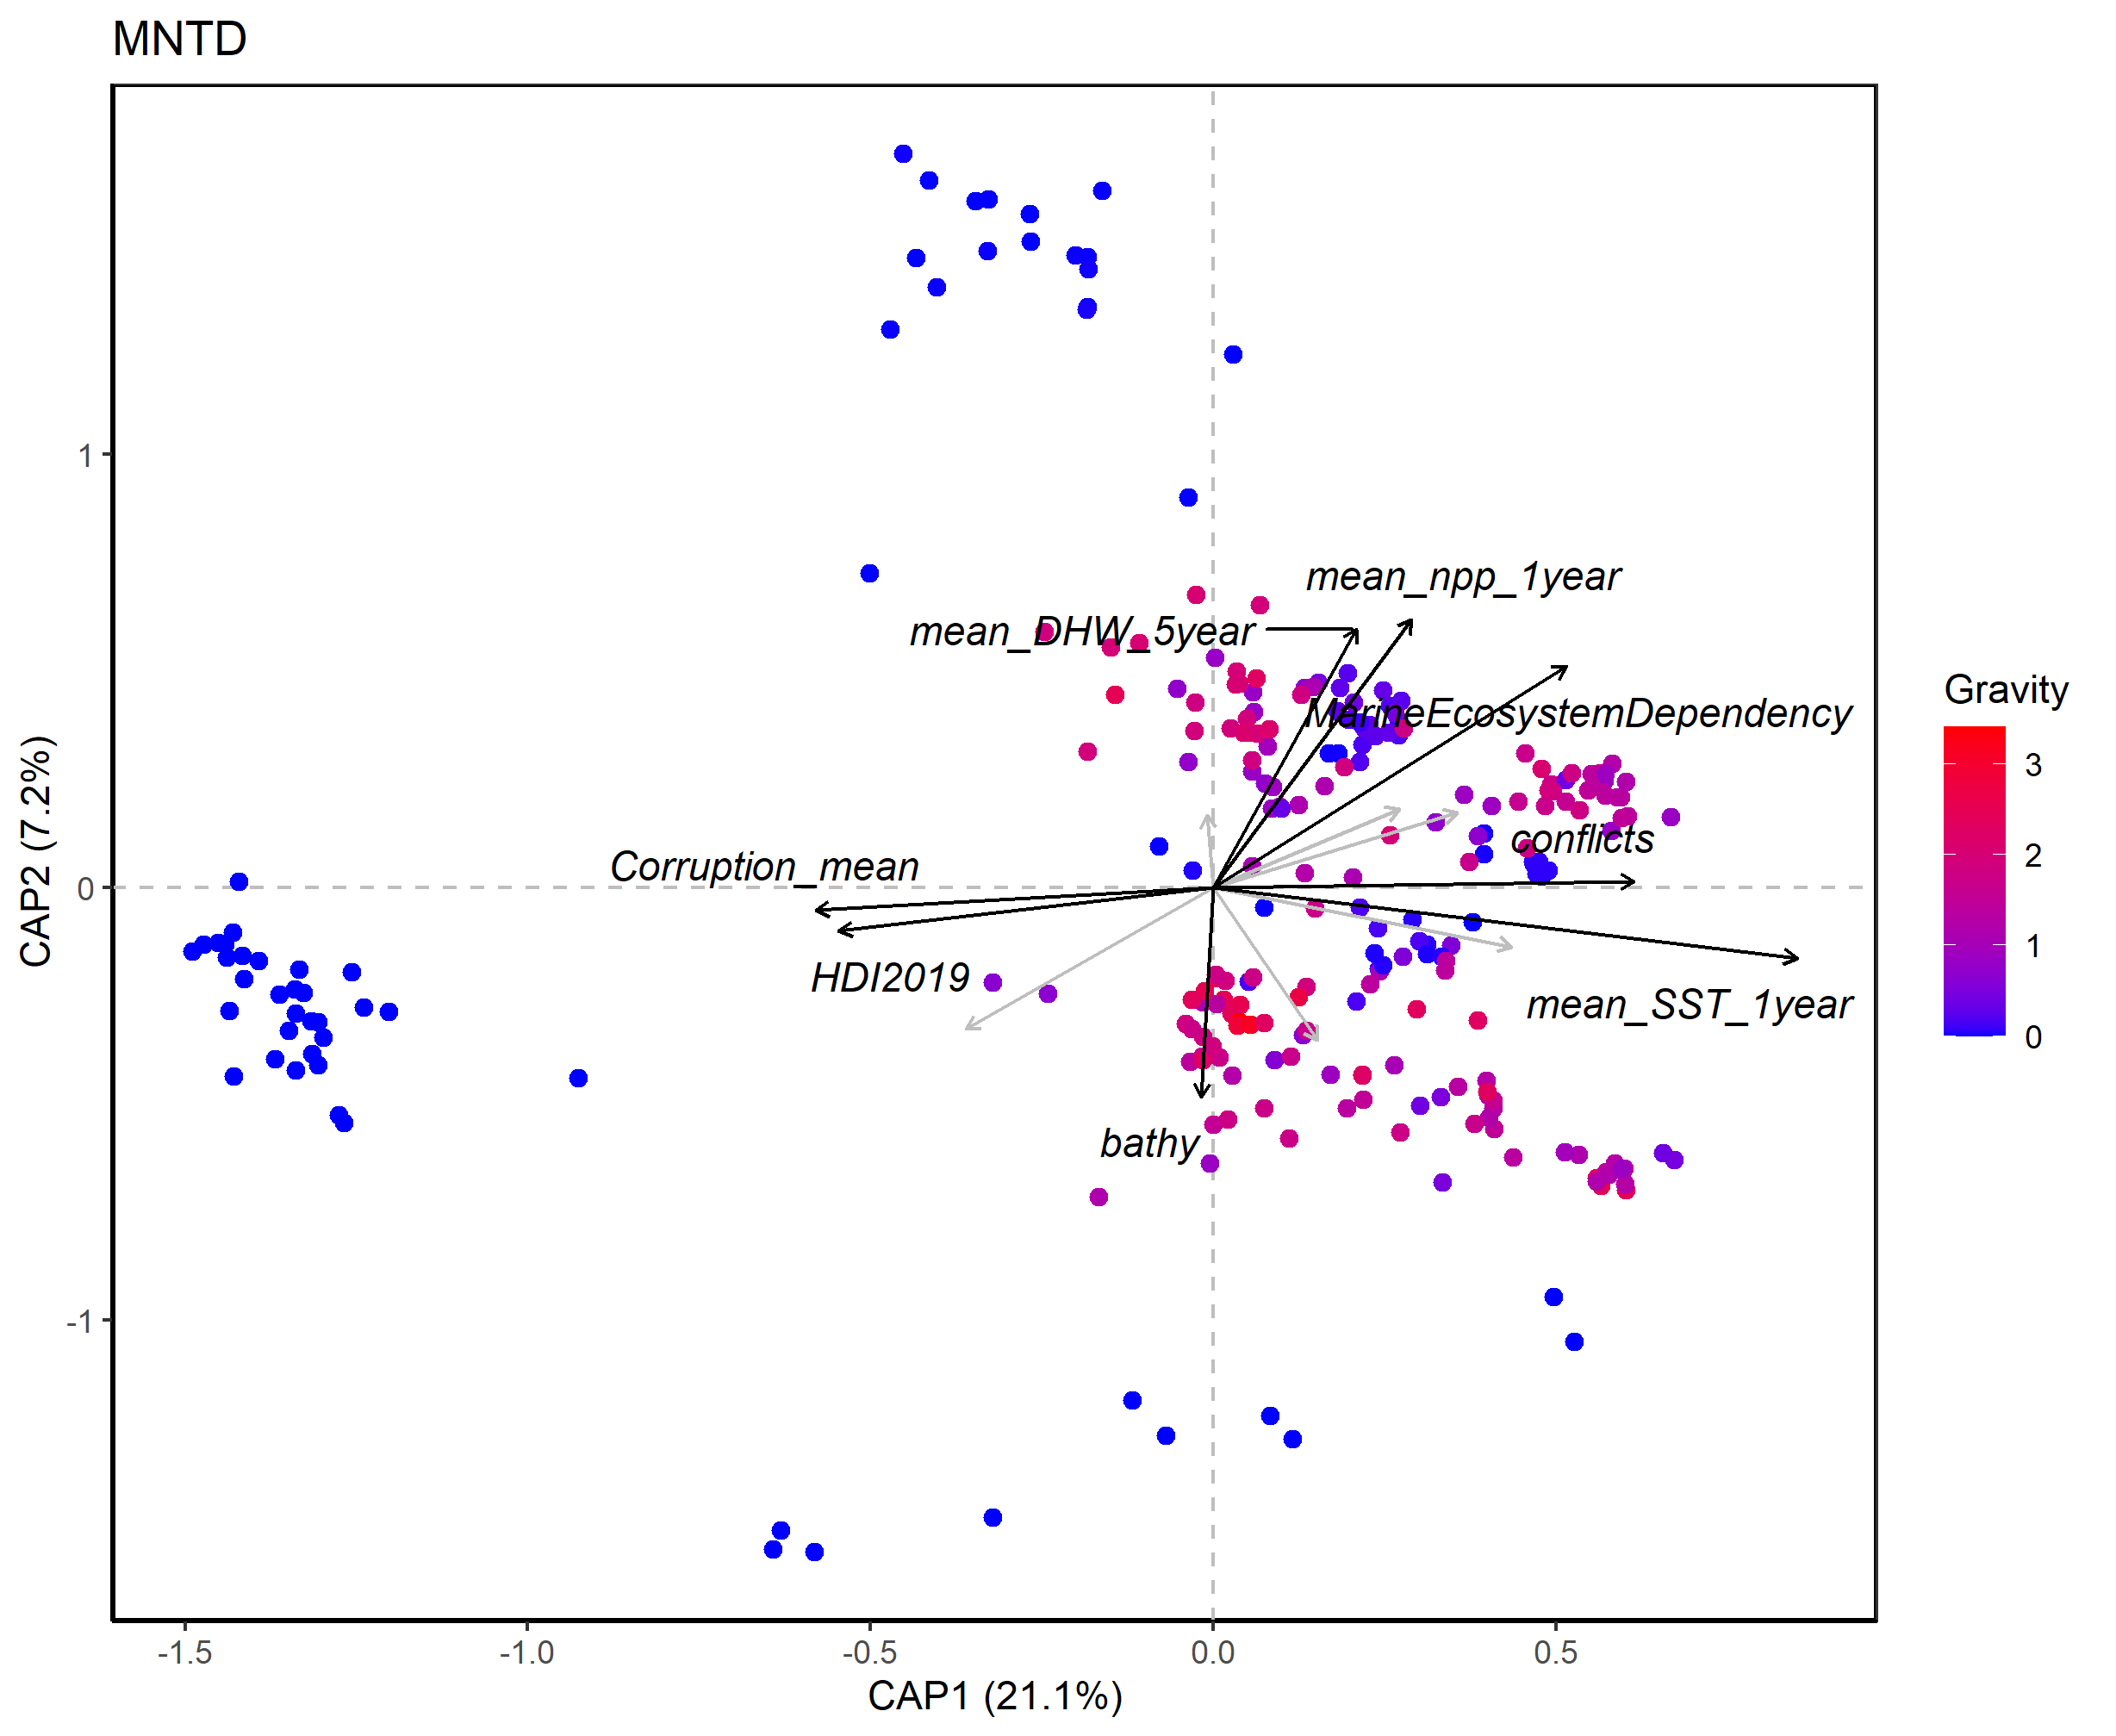 MNTD
mean_npp_1year
mean_DHW_5year
MarineEcosystemDependency
conflicts
Corruption_mean
HDI2019
mean_SST_1year
bathy
CAP2 (7.2%)
1
0
-1
-1.5
-1.0
-0.5
0.0
0.5
CAP1 (21.1%)
Gravity
3
2
1
0